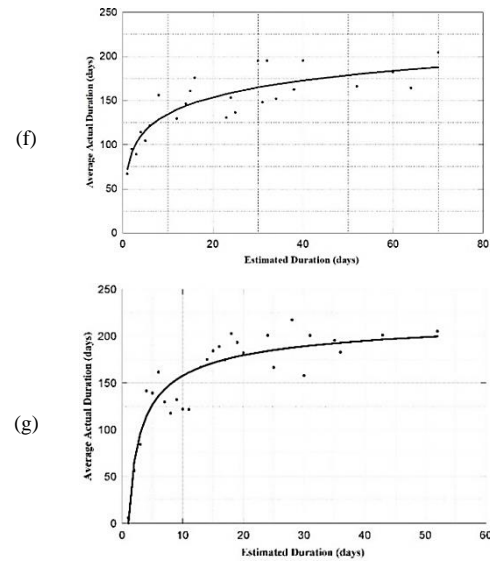 (f)
Average Actual Duration (days)
250
200
150
100
50
0
0 20 40 60 80
Estimated Duration (days)
(g)
Average Actual Duration (days)
250
200
150
100
50
0
0 10 20 30 40 50 60
Estimated Duration (days)